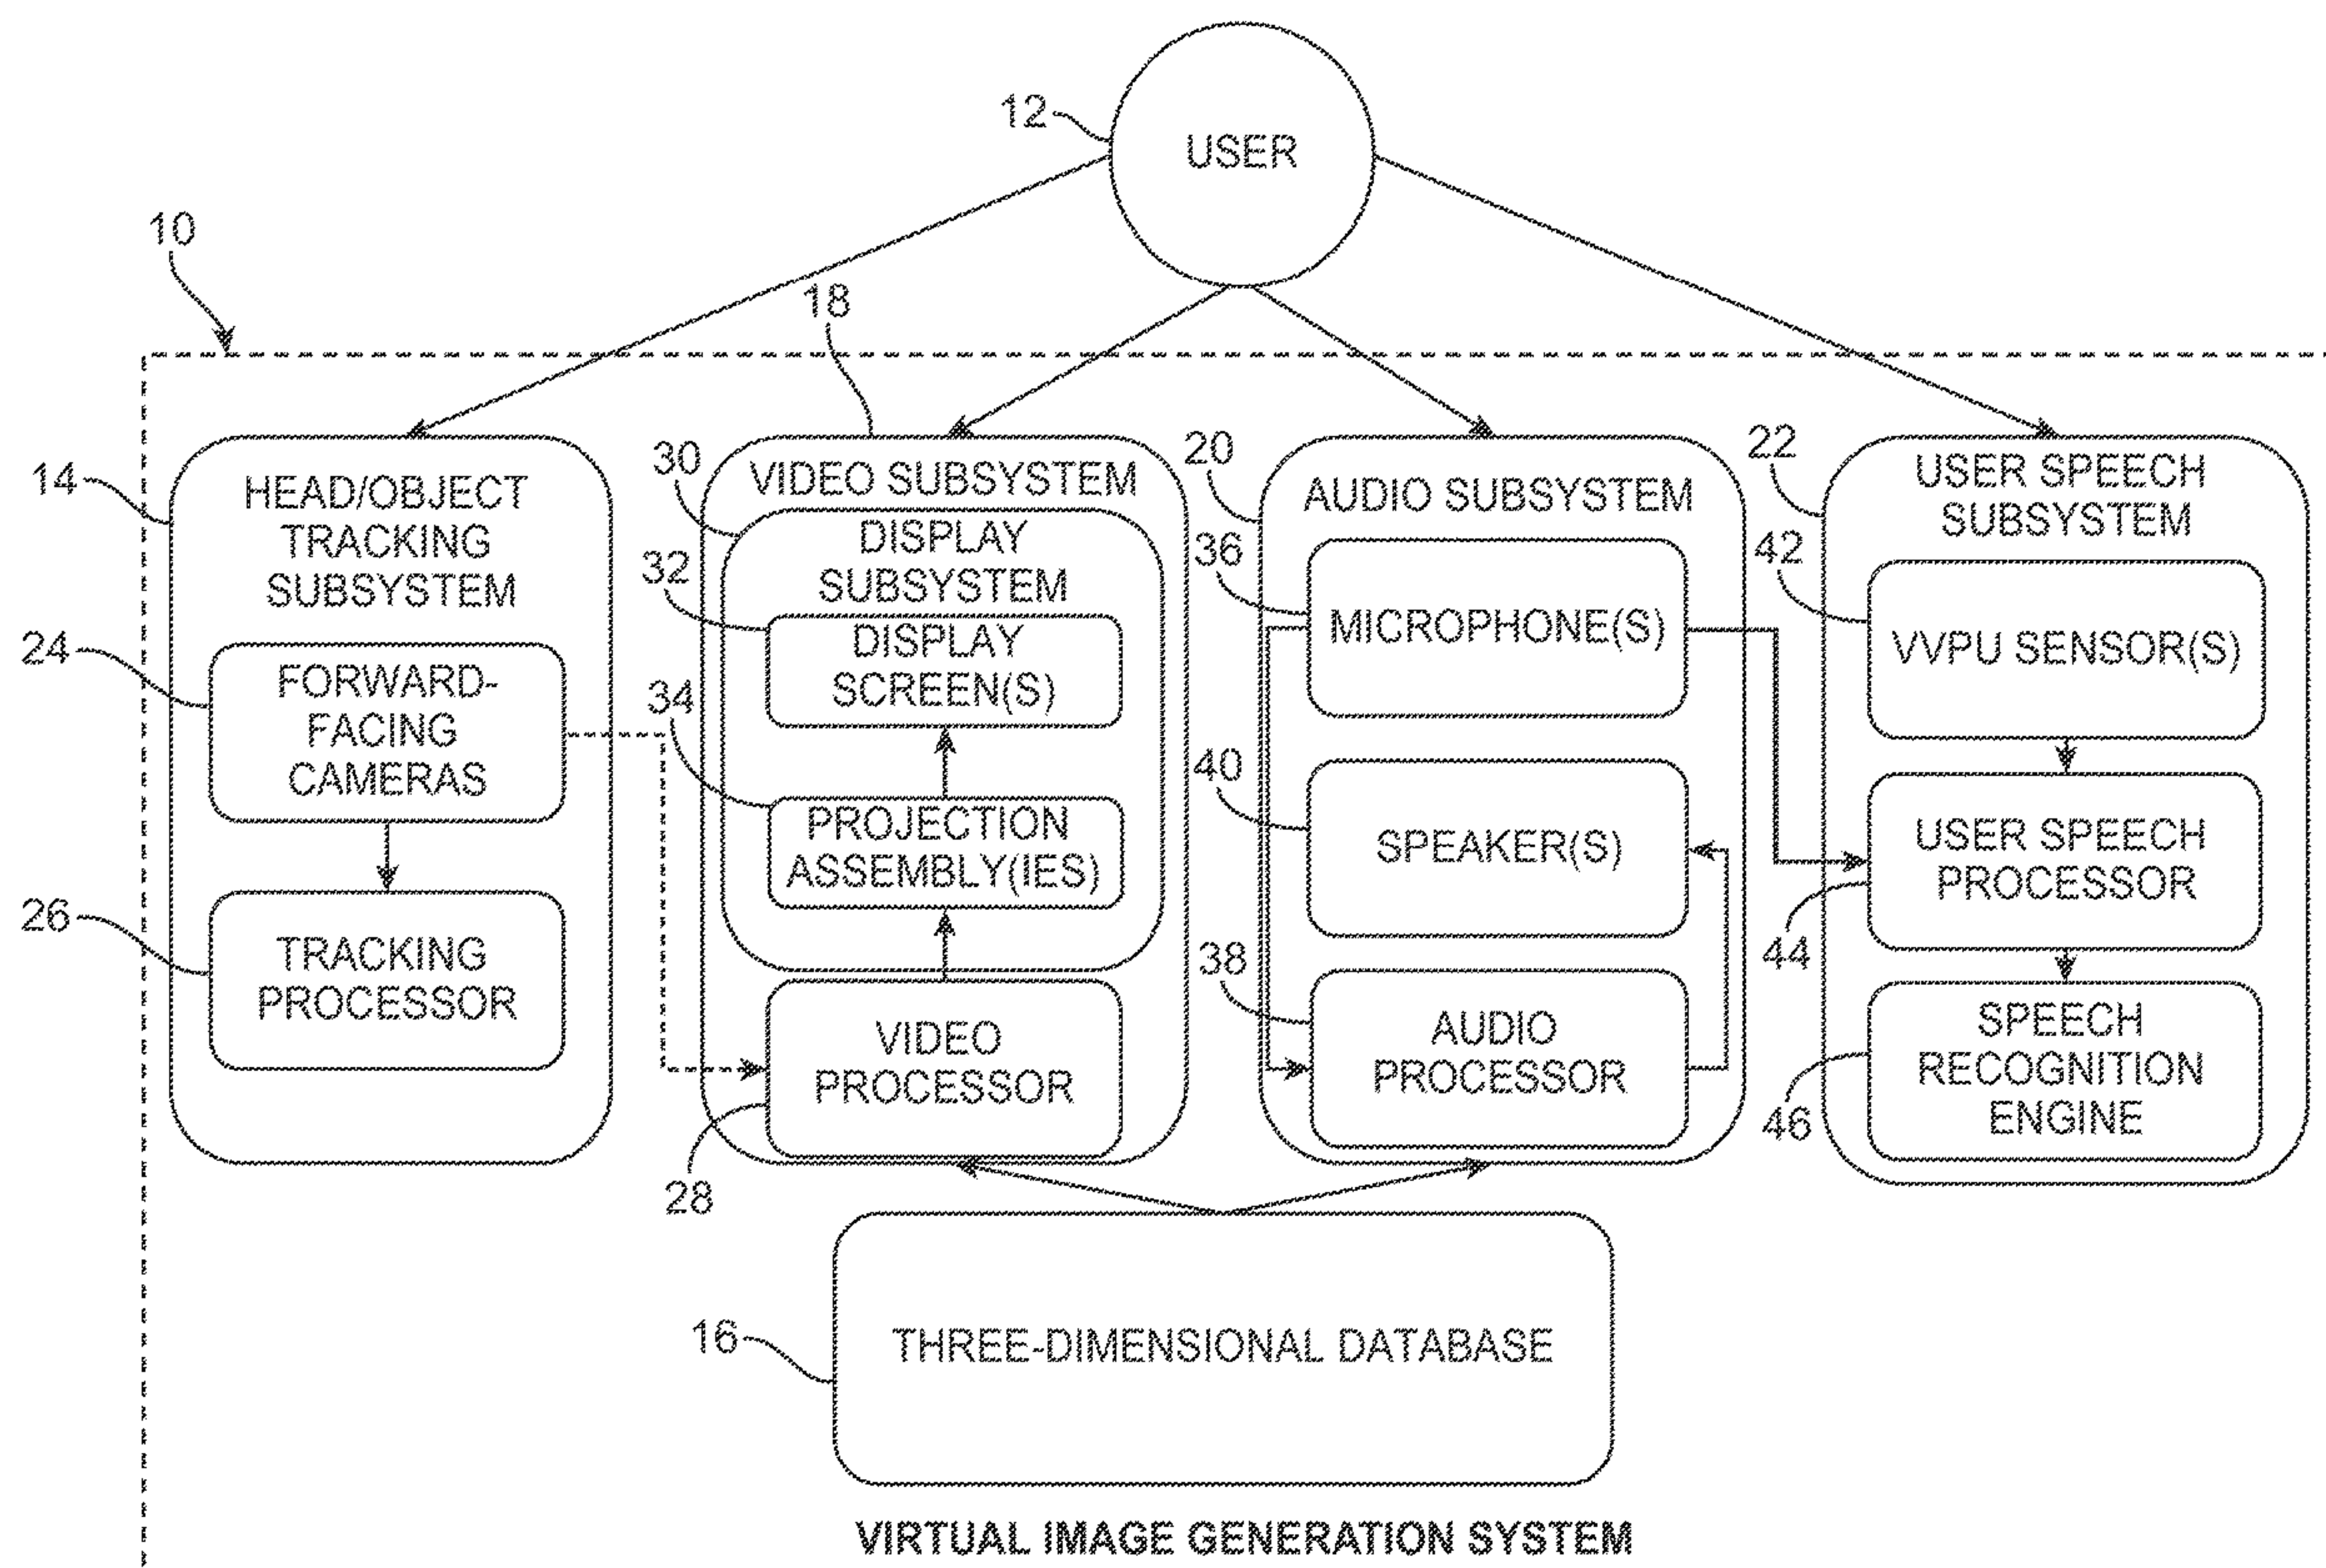 12
USER
10
18
14
HEAD/OBJECT
TRACKING
SUBSYSTEM
24
FORWARD-
FACING
CAMERAS
26
TRACKING
PROCESSOR
30
VIDEO SUBSYSTEM
DISPLAY
SUBSYSTEM
32
DISPLAY
SCREEN(S)
34
PROJECTION
ASSEMBLY(IES)
VIDEO
PROCESSOR
28
20
AUDIO SUBSYSTEM
36
MICROPHONE(S)
40
SPEAKER(S)
38
AUDIO
PROCESSOR
22
USER SPEECH
SUBSYSTEM
42
VVPU SENSOR(S)
USER SPEECH
PROCESSOR
44
SPEECH
RECOGNITION
ENGINE
46
16
THREE-DIMENSIONAL DATABASE
VIRTUAL IMAGE GENERATION SYSTEM